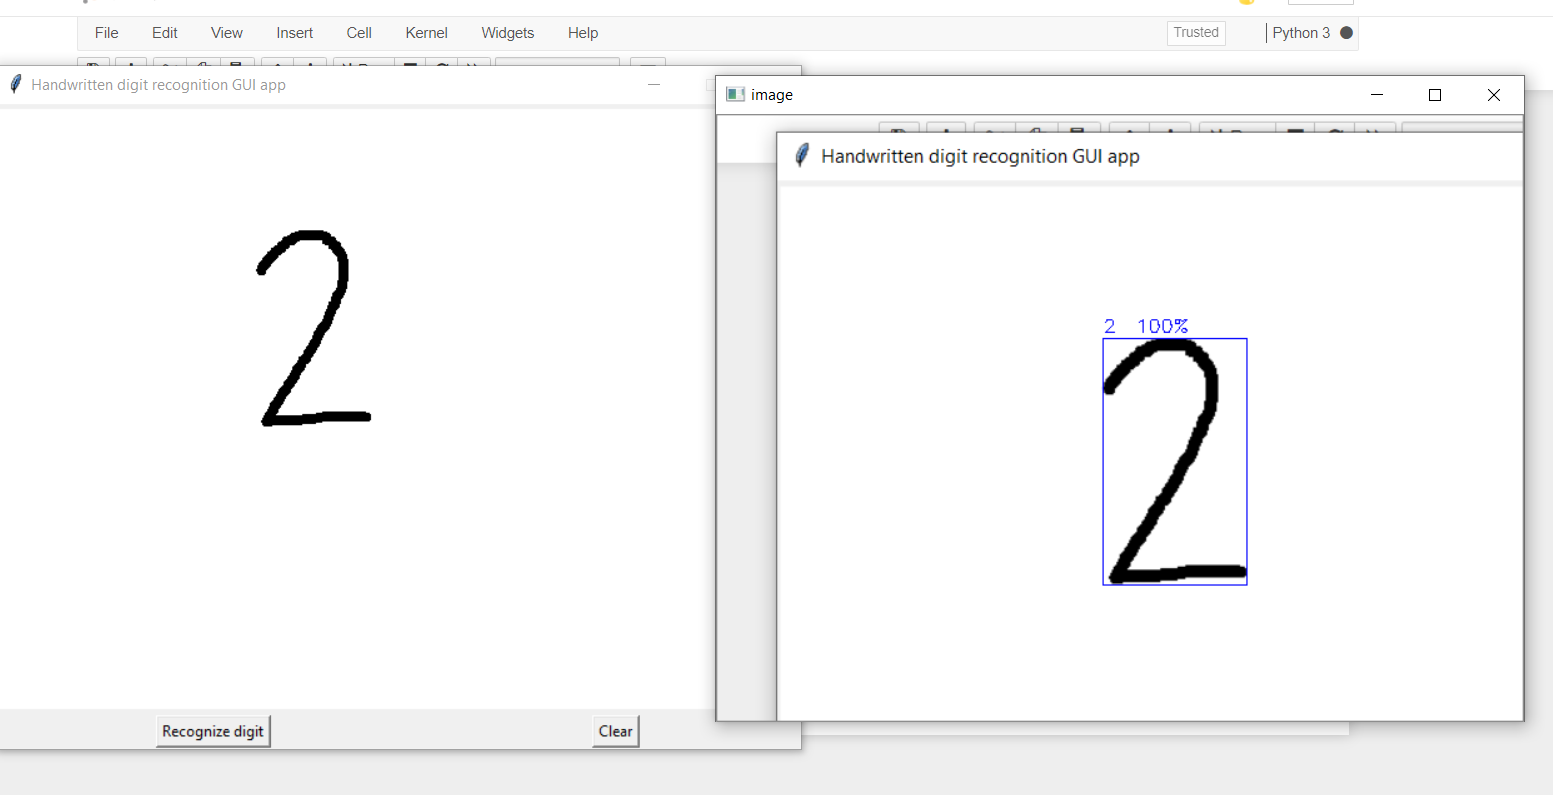 File Edit View Insert Cell Kernel Widgets Help Trusted Python 3
Handwritten digit recognition GUI app
2
Recognize digit Clear
image
Handwritten digit recognition GUI app
2 100%
2